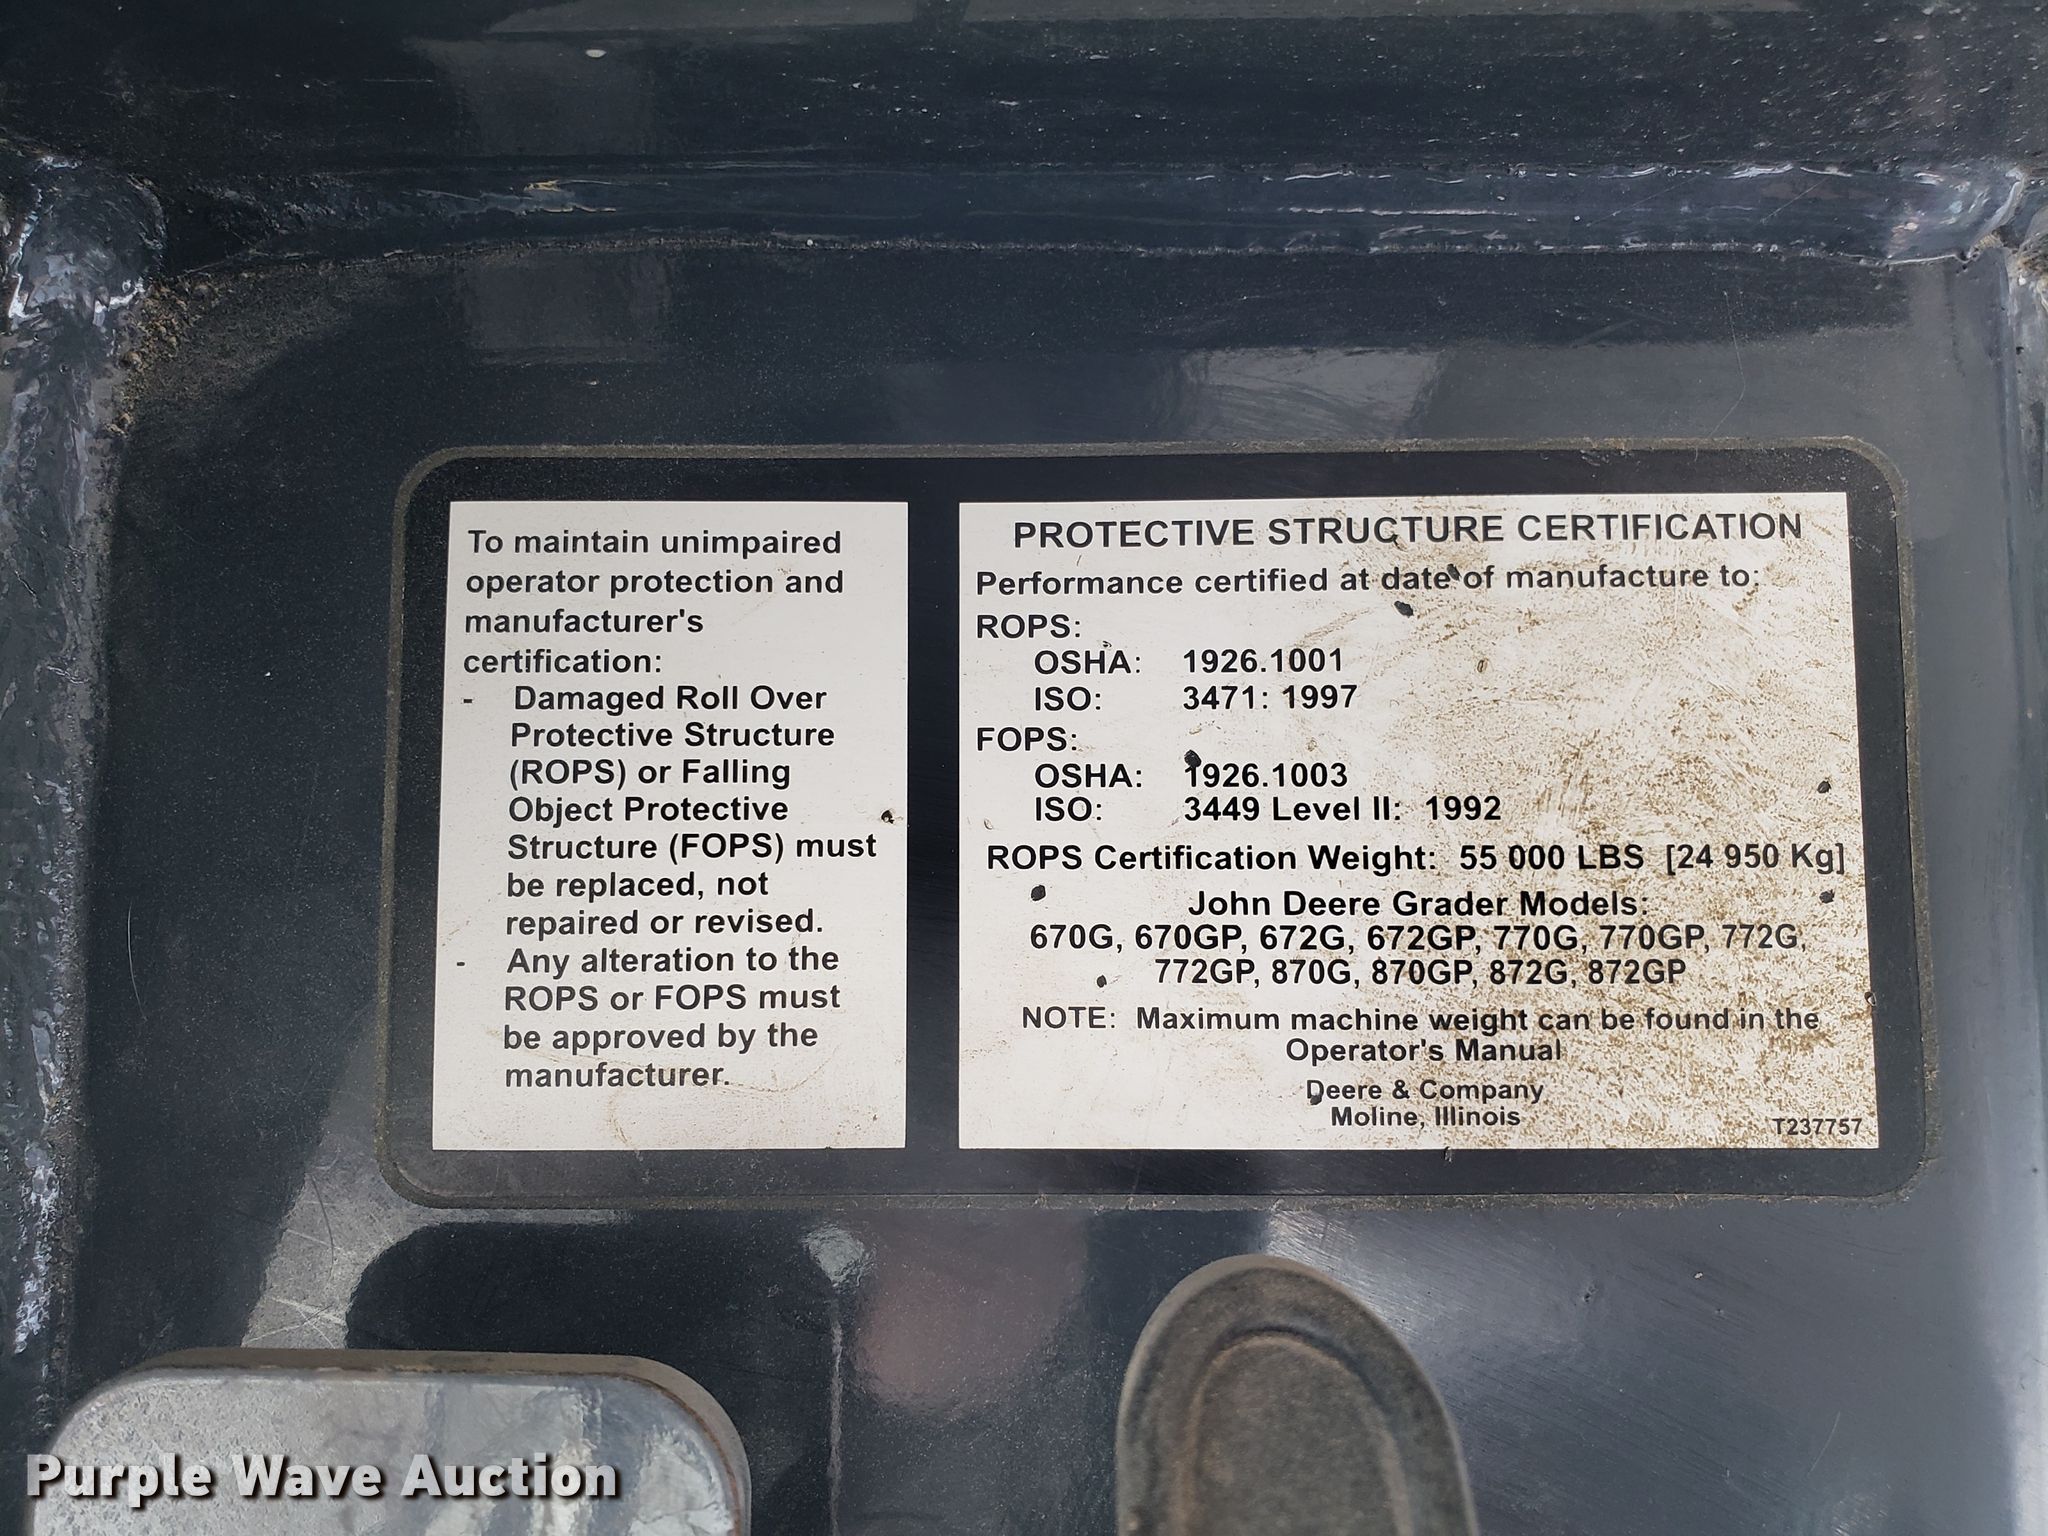 To maintain unimpaired
operator protection and
manufacturer's
certification:
- Damaged Roll Over
Protective Structure
(ROPS) or Falling
Object Protective
Structure (FOPS) must
be replaced, not
repaired or revised.
- Any alteration to the
ROPS or FOPS must
be approved by the
manufacturer.
PROTECTIVE STRUCTURE CERTIFICATION
Performance certified at date of manufacture to:
ROPS:
OSHA: 1926.1001
ISO: 3471: 1997
FOPS:
OSHA: 1926.1003
ISO: 3449 Level II: 1992
ROPS Certification Weight: 55 000 LBS [24 950 Kg]
John Deere Grader Models:
670G, 670GP, 672G, 672GP, 770G, 770GP, 772G,
772GP, 870G, 870GP, 872G, 872GP
NOTE: Maximum machine weight can be found in the
Operator's Manual
Deere & Company
Moline, Illinois
T237757
Purple Wave Auction